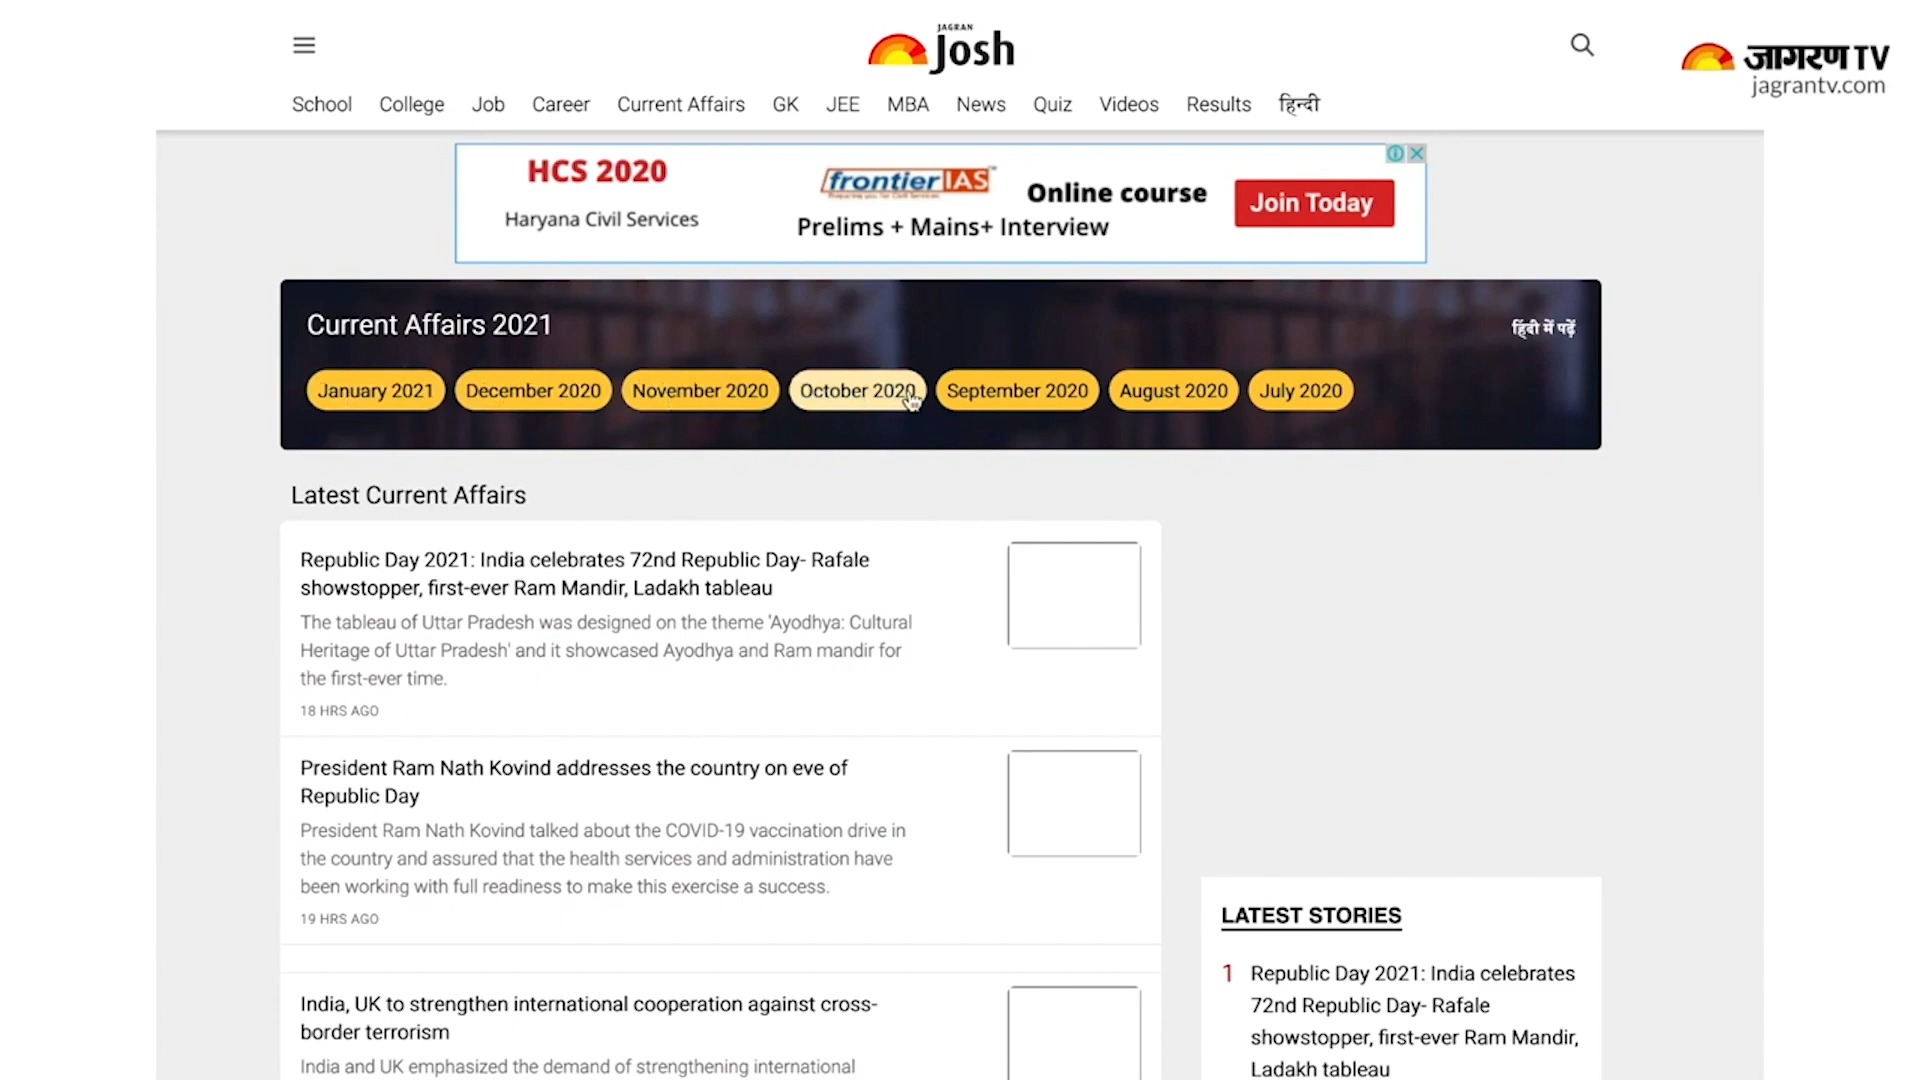 JAGRAN
Josh
जागरण TV
jagrantv.com
School College Job Career Current Affairs GK JEE MBA News Quiz Videos Results हिन्दी
HCS 2020
Haryana Civil Services
frontier IAS
Online course
Prelims + Mains+ Interview
Join Today
Current Affairs 2021
हिंदी में पढ़ें
January 2021 December 2020 November 2020 October 2020 September 2020 August 2020 July 2020
Latest Current Affairs
Republic Day 2021: India celebrates 72nd Republic Day- Rafale
showstopper, first-ever Ram Mandir, Ladakh tableau
The tableau of Uttar Pradesh was designed on the theme 'Ayodhya: Cultural
Heritage of Uttar Pradesh' and it showcased Ayodhya and Ram mandir for
the first-ever time.
18 HRS AGO
President Ram Nath Kovind addresses the country on eve of
Republic Day
President Ram Nath Kovind talked about the COVID-19 vaccination drive in
the country and assured that the health services and administration have
been working with full readiness to make this exercise a success.
19 HRS AGO
India, UK to strengthen international cooperation against cross-
border terrorism
India and UK emphasized the demand of strengthening international
LATEST STORIES
1 Republic Day 2021: India celebrates
72nd Republic Day- Rafale
showstopper, first-ever Ram Mandir,
Ladakh tableau